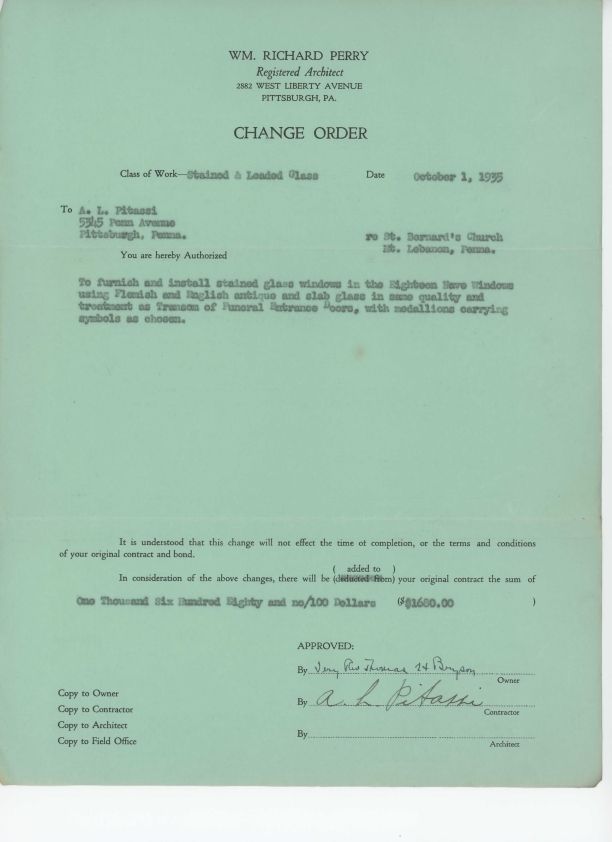 WM. RICHARD PERRY
Registered Architect
2882 WEST LIBERTY AVENUE
PITTSBURGH, PA.
CHANGE ORDER
Class of Work—Stained & Leaded Glass Date October 1, 1935
To A. L. Pitassi
5345 Penn Avenue
Pittsburgh, Penna. re St. Bernard's Church
Mt. Lebanon, Penna.
You are hereby Authorized
To furnish and install stained glass windows in the Eighteen Nave Windows
using Flemish and English antique and slab glass in same quality and
treatment as Transom of Funeral Entrance Doors, with medallions carrying
symbols as chosen.
It is understood that this change will not effect the time of completion, or the terms and conditions
of your original contract and bond.
( added to )
In consideration of the above changes, there will be (deducted from) your original contract the sum of
One Thousand Six Hundred Eighty and no/100 Dollars ($$1680.00 )
APPROVED:
By Very Rev Thomas H Bryson
Owner
Copy to Owner
By A. L. Pitassi
Contractor
Copy to Contractor
Copy to Architect
By
Copy to Field Office
Architect